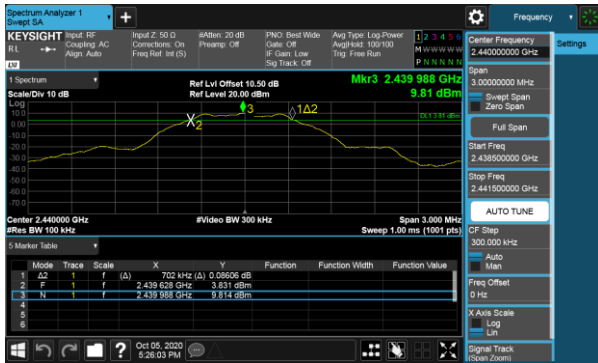 Spectrum Analyzer 1
Swept SA
+
Frequency
KEYSIGHT Input: RF Input Z: 50 Ω #Atten: 20 dB PNO: Best Wide Avg Type: Log-Power 1 2 3 4 5 6
RL Coupling: AC Corrections: On Preamp: Off Gate: Off Avg|Hold: 100/100 M W W W W W
Align: Auto Freq Ref: Int (S) IF Gain: Low Trig: Free Run
Sig Track: Off P N N N N N
1 Spectrum
Scale/Div 10 dB
Ref Lvl Offset 10.50 dB
Ref Level 20.00 dBm
Mkr3 2.439 988 GHz
9.81 dBm
Log
10.0
0.00
-10.0
-20.0
-30.0
-40.0
-50.0
-60.0
-70.0
2
3
1Δ2
DL1 3.81 dBm
Center 2.440000 GHz #Video BW 300 kHz Span 3.000 MHz
#Res BW 100 kHz Sweep 1.00 ms (1001 pts)
5 Marker Table
Mode Trace Scale X Y Function Function Width Function Value
1 Δ2 1 f (Δ) 702 kHz (Δ) 0.08606 dB
2 F 1 f 2.439 628 GHz 3.831 dBm
3 N 1 f 2.439 988 GHz 9.814 dBm
4
5
6
? Oct 05, 2020
5:26:03 PM
Center Frequency
2.440000000 GHz
Settings
Span
3.00000000 MHz
Swept Span
Zero Span
Full Span
Start Freq
2.438500000 GHz
Stop Freq
2.441500000 GHz
AUTO TUNE
CF Step
300.000 kHz
Auto
Man
Freq Offset
0 Hz
X Axis Scale
Log
Lin
Signal Track
(Span Zoom)